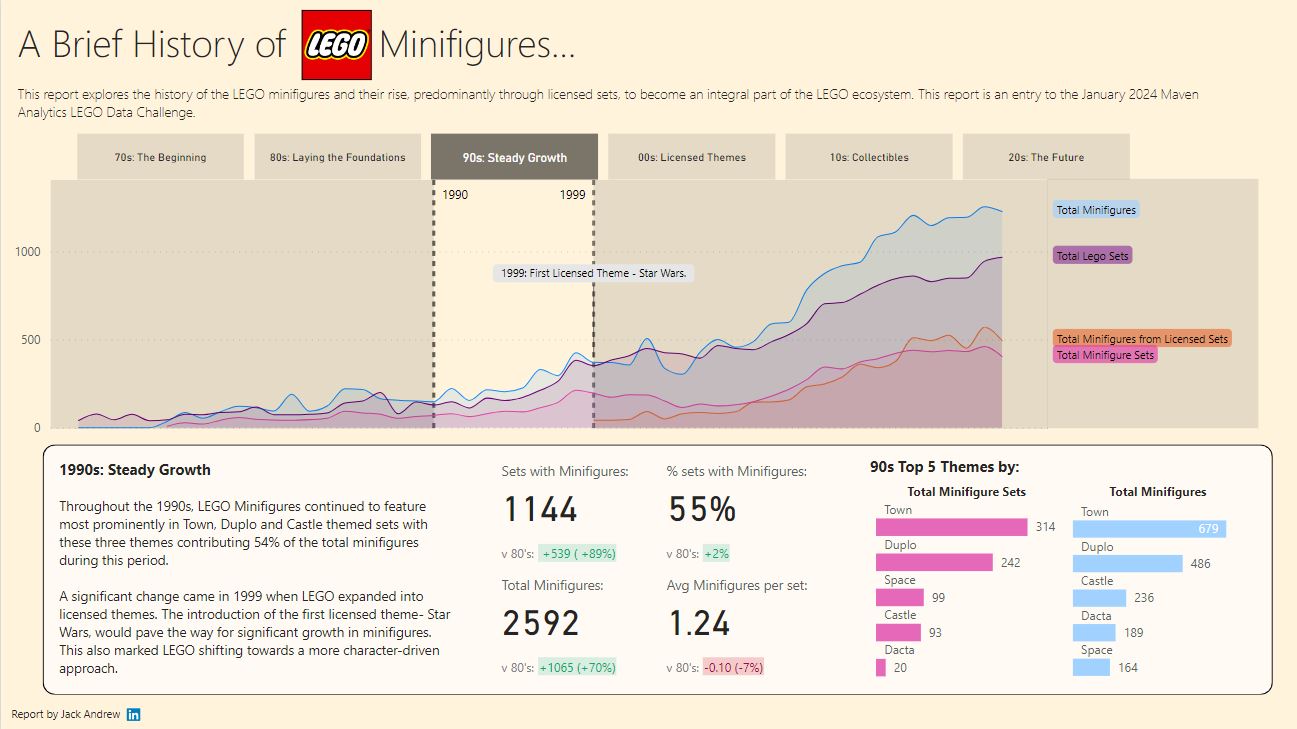 A Brief History of LEGO Minifigures...
This report explores the history of the LEGO minifigures and their rise, predominantly through licensed sets, to become an integral part of the LEGO ecosystem. This report is an entry to the January 2024 Maven
Analytics LEGO Data Challenge.
70s: The Beginning
80s: Laying the Foundations
90s: Steady Growth
00s: Licensed Themes
10s: Collectibles
20s: The Future
1990
1999
1000
500
0
1999: First Licensed Theme - Star Wars.
Total Minifigures
Total Lego Sets
Total Minifigures from Licensed Sets
Total Minifigure Sets
1990s: Steady Growth
Throughout the 1990s, LEGO Minifigures continued to feature
most prominently in Town, Duplo and Castle themed sets with
these three themes contributing 54% of the total minifigures
during this period.
A significant change came in 1999 when LEGO expanded into
licensed themes. The introduction of the first licensed theme- Star
Wars, would pave the way for significant growth in minifigures.
This also marked LEGO shifting towards a more character-driven
approach.
Sets with Minifigures:
1144
v 80's: +539 ( +89%)
% sets with Minifigures:
55%
v 80's: +2%
Total Minifigures:
2592
v 80's: +1065 (+70%)
Avg Minifigures per set:
1.24
v 80's: -0.10 (-7%)
90s Top 5 Themes by:
Total Minifigure Sets
Town
314
Duplo
242
Space
99
Castle
93
Dacta
20
Total Minifigures
Town
679
Duplo
486
Castle
236
Dacta
189
Space
164
Report by Jack Andrew in